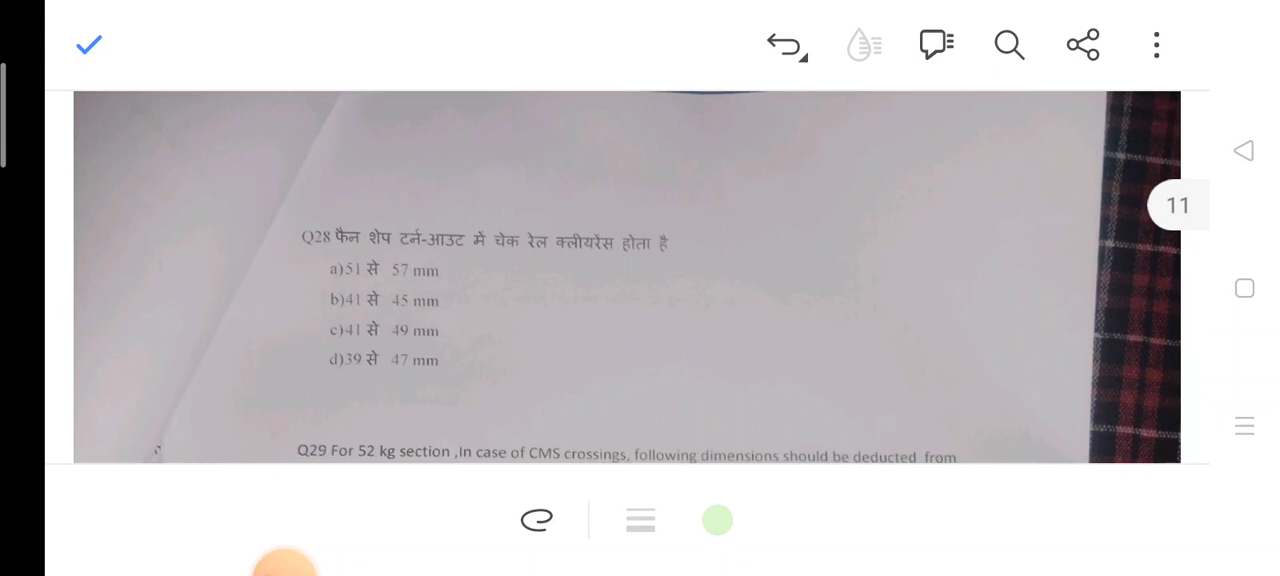 11
Q28 फैन शेप टर्न-आउट में चेक रेल क्लीयरेंस होता है
a)51 से 57 mm
b)41 से 45 mm
c)41 से 49 mm
d)39 से 47 mm
Q29 For 52 kg section ,In case of CMS crossings, following dimensions should be deducted from